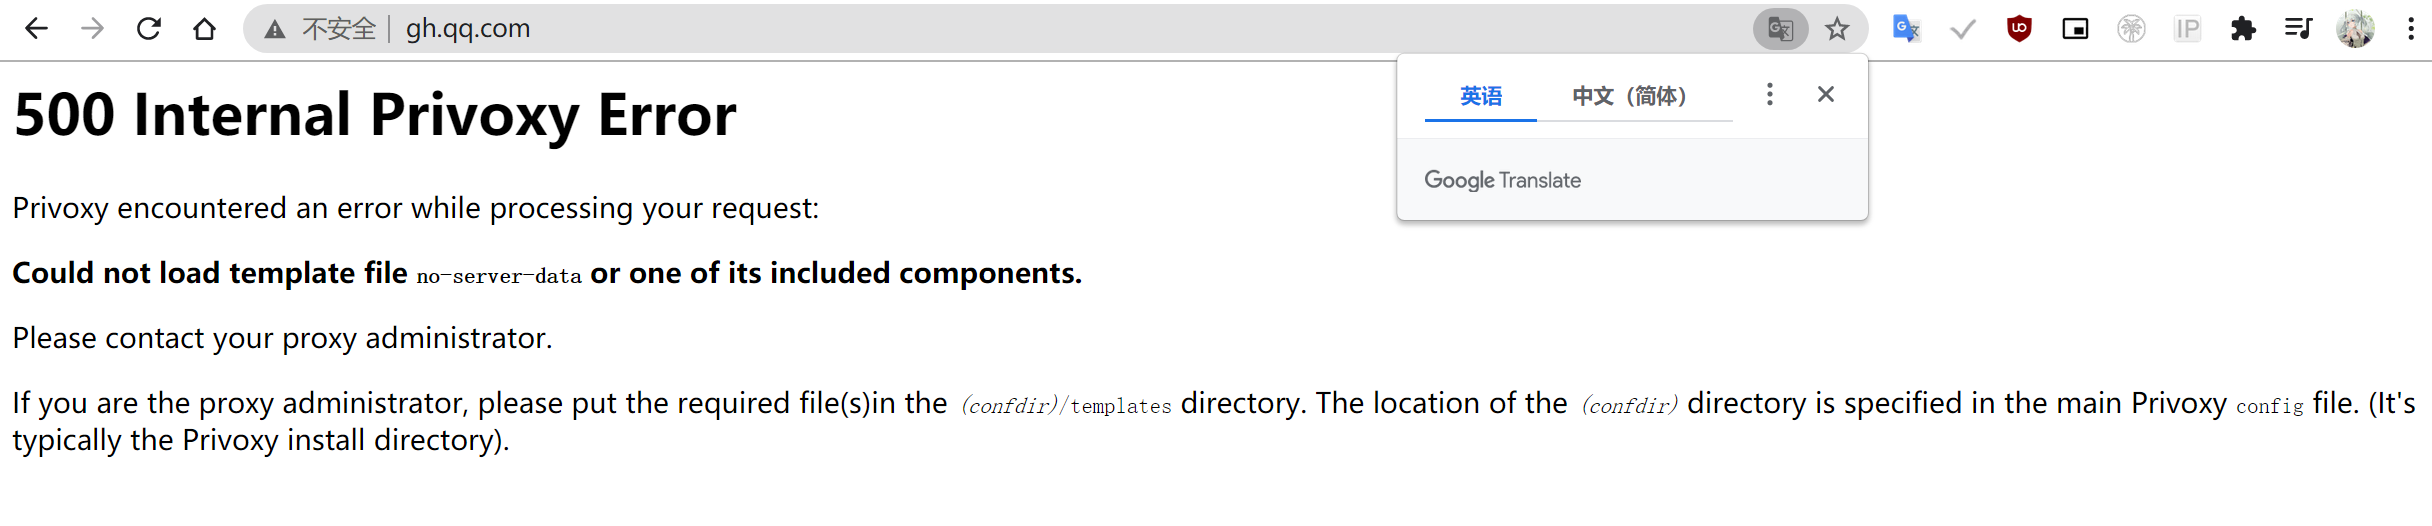 不安全 gh.qq.com
英语 中文（简体）
Google Translate
500 Internal Privoxy Error
Privoxy encountered an error while processing your request:
Could not load template file no-server-data or one of its included components.
Please contact your proxy administrator.
If you are the proxy administrator, please put the required file(s)in the (confdir)/templates directory. The location of the (confdir) directory is specified in the main Privoxy config file. (It's
typically the Privoxy install directory).